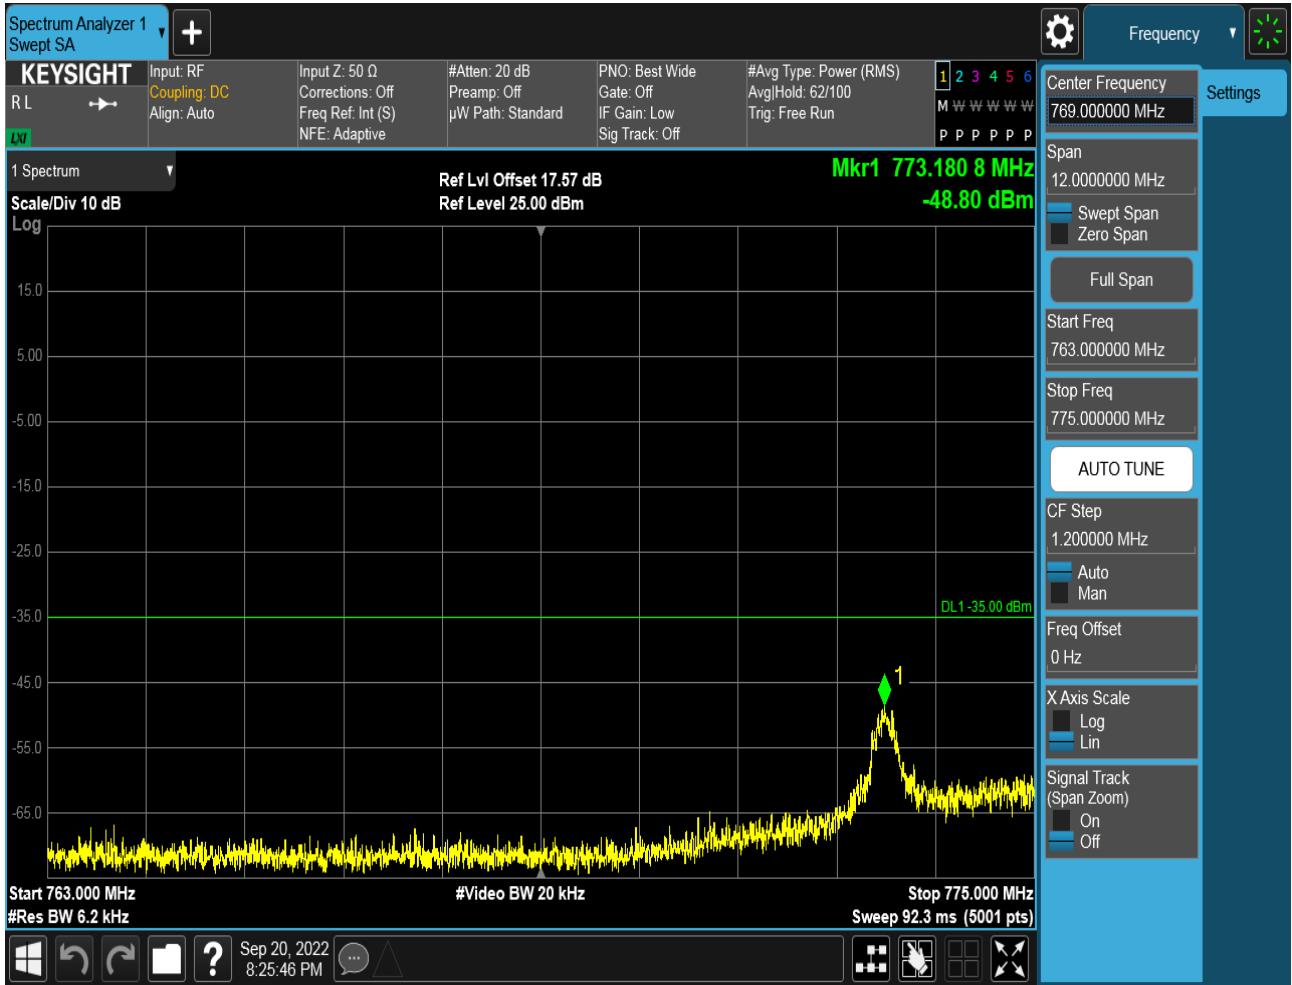 Spectrum Analyzer 1
Swept SA
Frequency
KEYSIGHT
R L
LXI
Input: RF
Coupling: DC
Align: Auto
Input Z: 50 Ω
Corrections: Off
Freq Ref: Int (S)
NFE: Adaptive
#Atten: 20 dB
Preamp: Off
µW Path: Standard
PNO: Best Wide
Gate: Off
IF Gain: Low
Sig Track: Off
#Avg Type: Power (RMS)
Avg|Hold: 62/100
Trig: Free Run
1 2 3 4 5 6
M W W W W W
P P P P P P
Center Frequency
769.000000 MHz
Settings
Span
12.0000000 MHz
Swept Span
Zero Span
Full Span
Start Freq
763.000000 MHz
Stop Freq
775.000000 MHz
AUTO TUNE
CF Step
1.200000 MHz
Auto
Man
Freq Offset
0 Hz
X Axis Scale
Log
Lin
Signal Track
(Span Zoom)
On
Off
1 Spectrum
Scale/Div 10 dB
Log
Ref Lvl Offset 17.57 dB
Ref Level 25.00 dBm
Mkr1 773.180 8 MHz
-48.80 dBm
15.0
5.00
-5.00
-15.0
-25.0
DL1 -35.00 dBm
-35.0
1
-45.0
-55.0
-65.0
Start 763.000 MHz
#Video BW 20 kHz
Stop 775.000 MHz
#Res BW 6.2 kHz
Sweep 92.3 ms (5001 pts)
?
Sep 20, 2022
8:25:46 PM